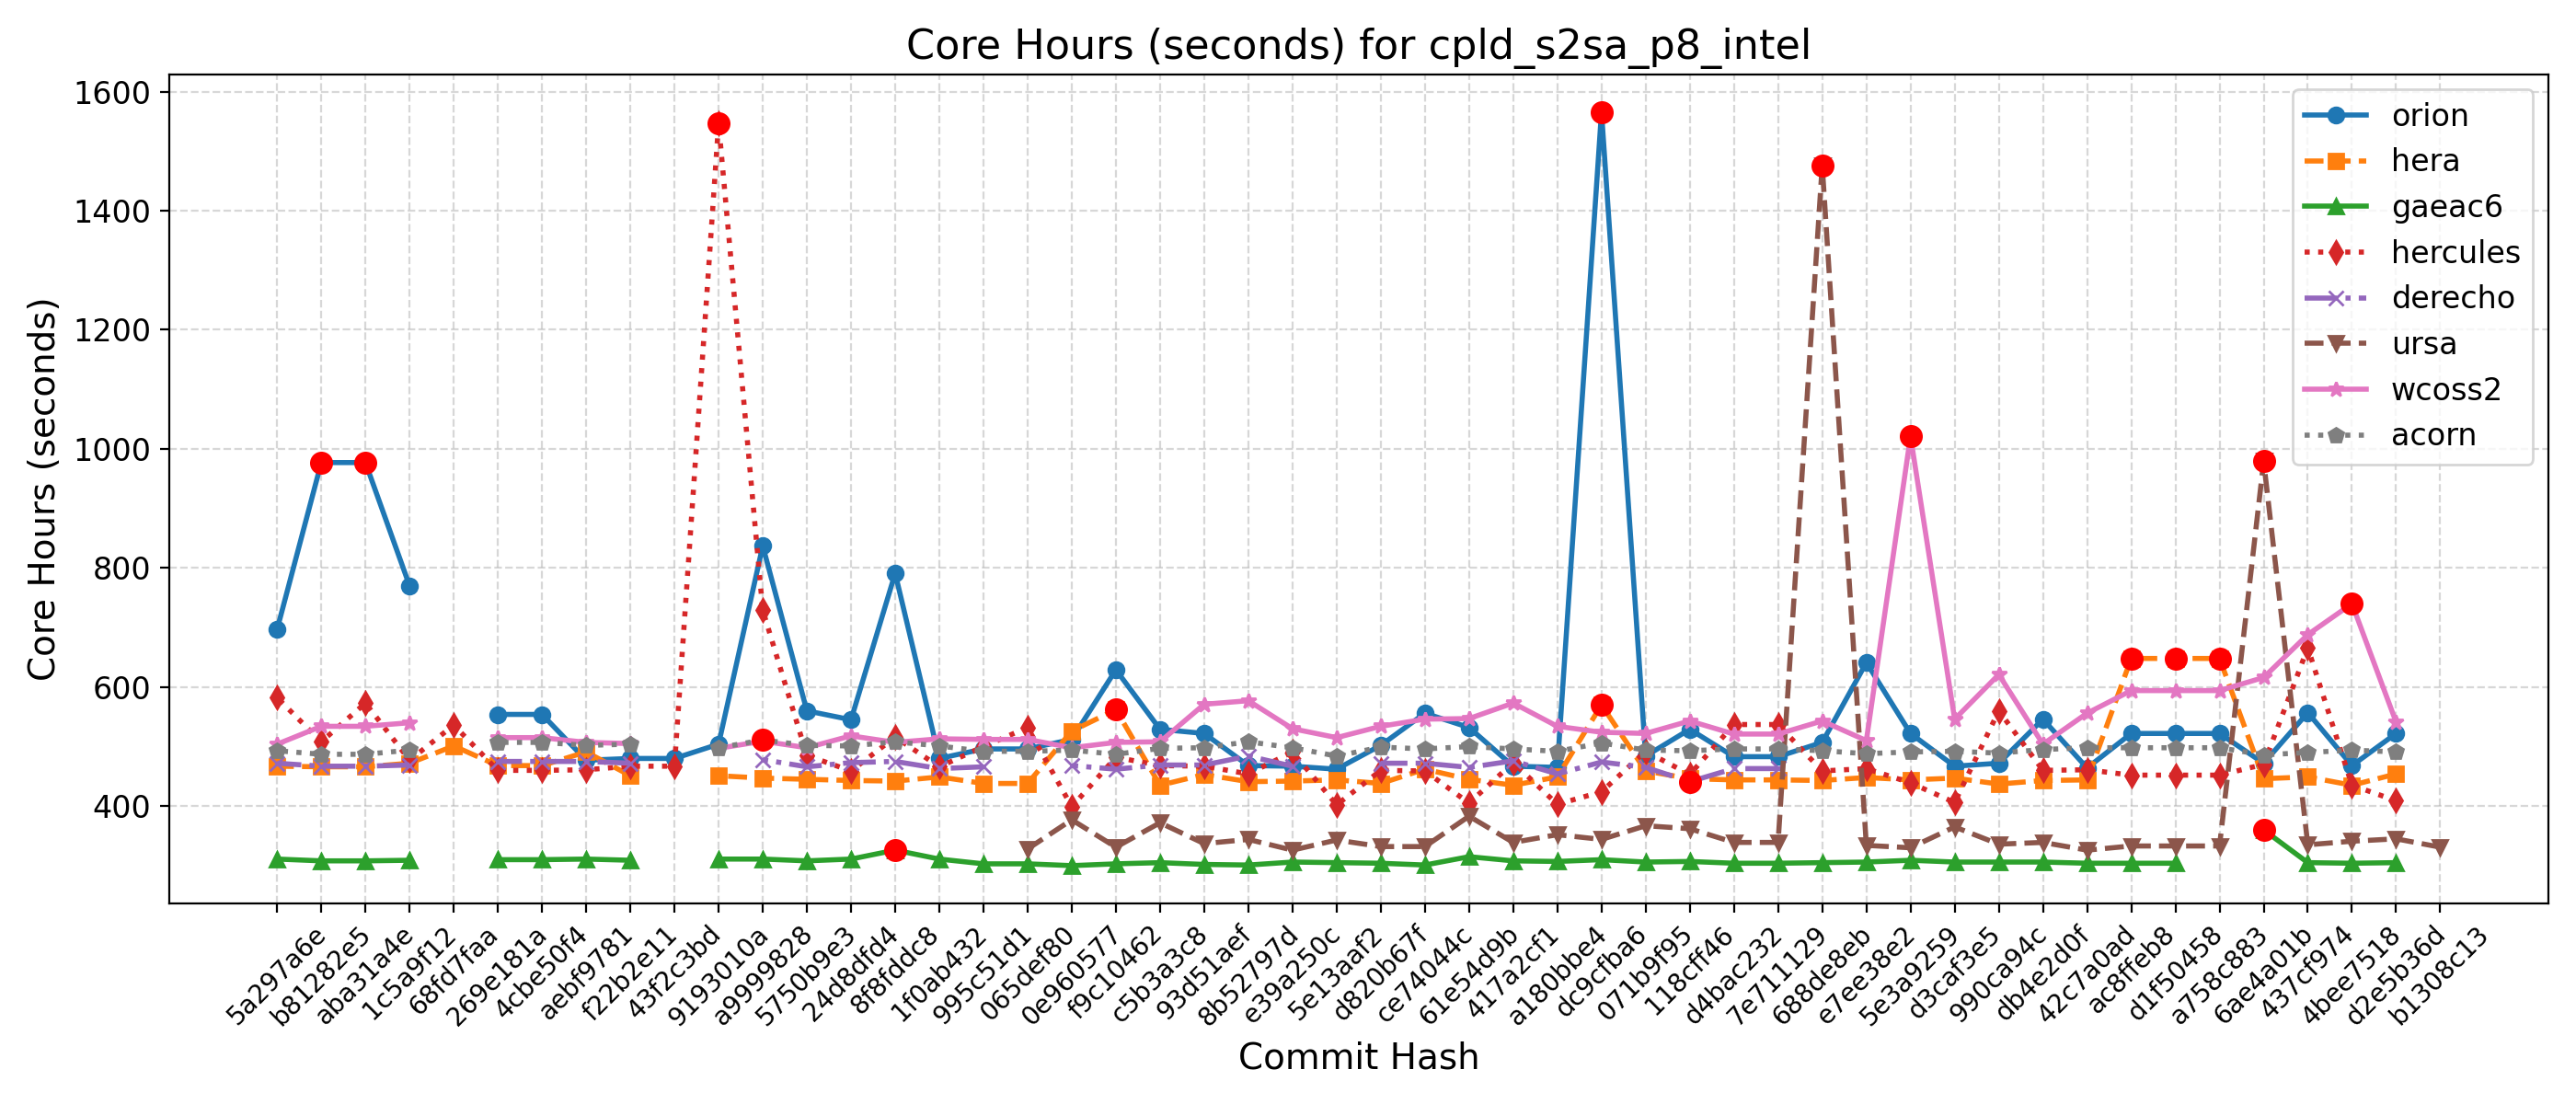 Core Hours (seconds) for cpld_s2sa_p8_intel
Core Hours (seconds)
1600
1400
1200
1000
800
600
400
orion
hera
gaeac6
hercules
derecho
ursa
wcoss2
acorn
5a297a6e
b81282e5
aba31a4e
1c5a9f12
68fd7faa
269e181a
4cbe50f4
aebf9781
f22b2e11
43f2c3bd
9193010a
a9999828
5750b9e3
24d8dfd4
8f8fddc8
1f0ab432
995c51d1
065def80
0e960577
f9c10462
c5b3a3c8
93d51aef
8b52797d
e39a250c
5e13aaf2
d820b67f
ce74044c
61e54d9b
417a2cf1
a180bbe4
dc9cfba6
071b9f95
118cff46
d4bac232
7e711129
688de8eb
e7ee38e2
5e3a9259
d3caf3e5
990ca94c
db4e2d0f
42c7a0ad
ac8ffeb8
d1f50458
a758c883
6ae4a01b
437cf974
4bee7518
d2e5b36d
b1308c13
Commit Hash